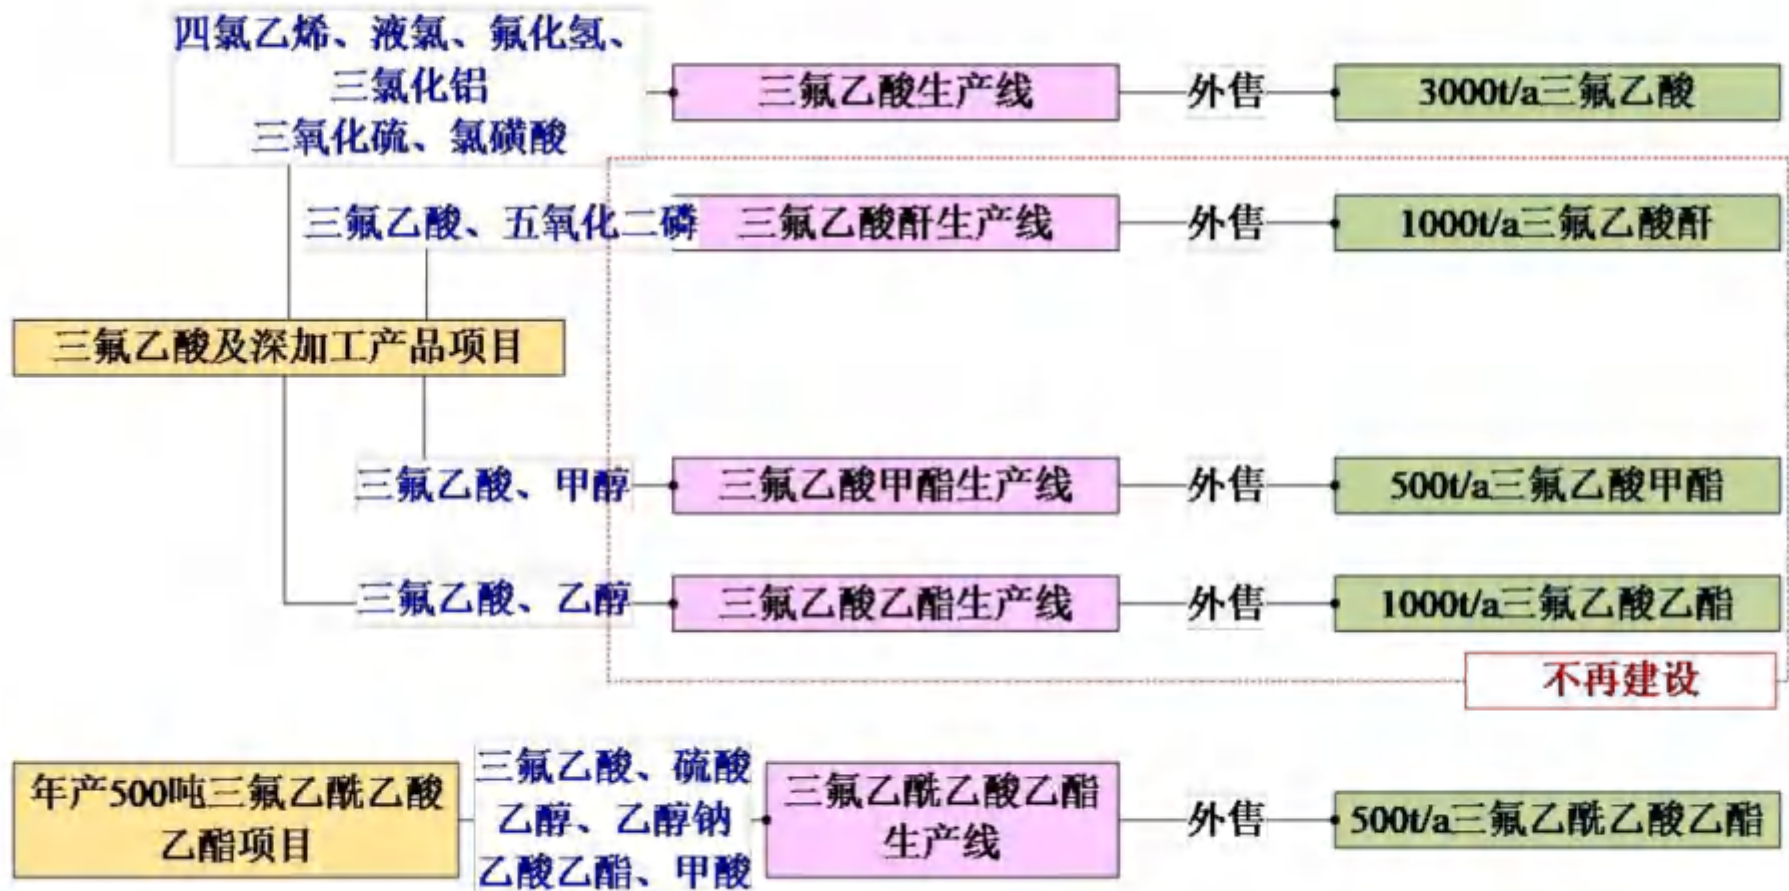 四氯乙烯、液氯、氟化氢、
三氯化铝
三氧化硫、氯磺酸
三氟乙酸生产线
外售
3000t/a三氟乙酸
三氟乙酸、五氧化二磷
三氟乙酸酐生产线
外售
1000t/a三氟乙酸酐
三氟乙酸及深加工产品项目
三氟乙酸、甲醇
三氟乙酸甲酯生产线
外售
500t/a三氟乙酸甲酯
三氟乙酸、乙醇
三氟乙酸乙酯生产线
外售
1000t/a三氟乙酸乙酯
不再建设
年产500吨三氟乙酰乙酸
乙酯项目
三氟乙酸、硫酸
乙醇、乙醇钠
乙酸乙酯、甲酸
三氟乙酰乙酸乙酯
生产线
外售
500t/a三氟乙酰乙酸乙酯